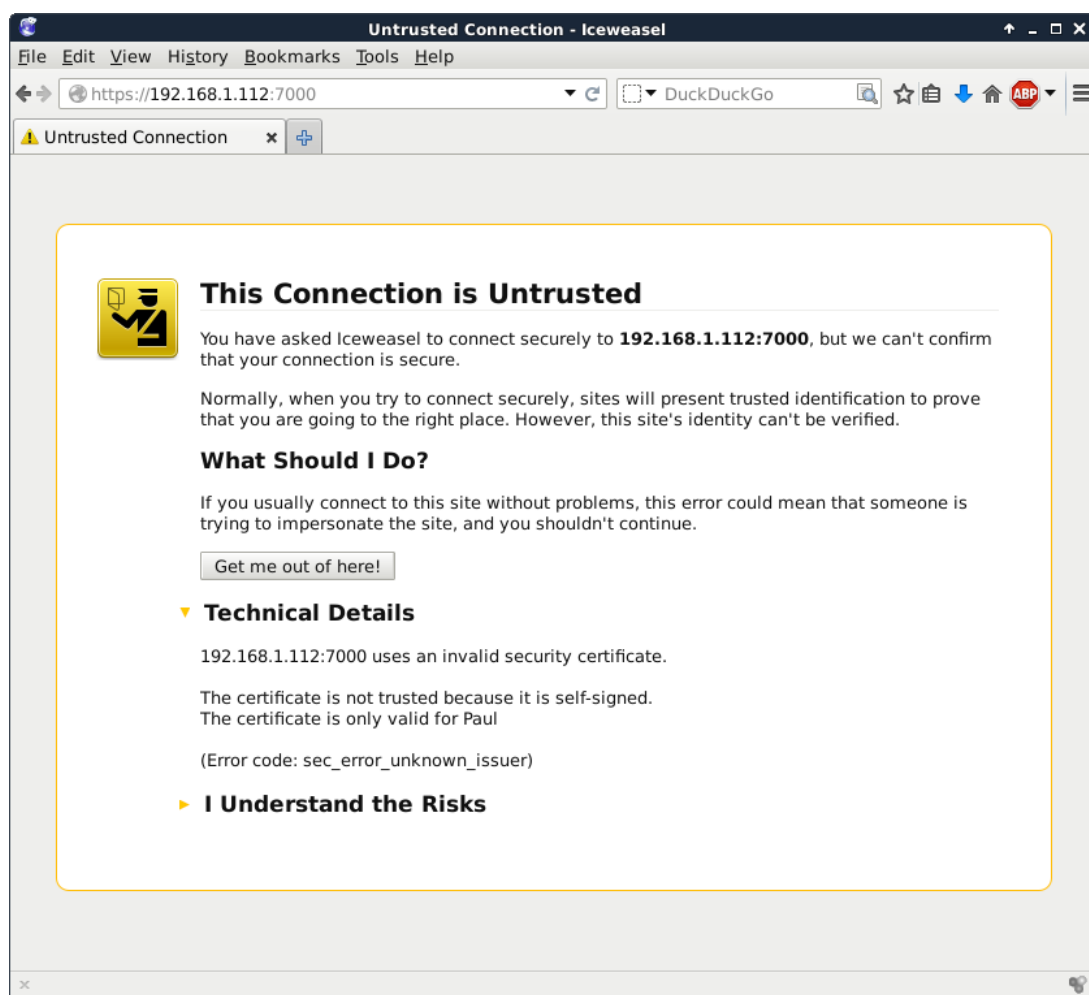 Untrusted Connection - Iceweasel
File Edit View History Bookmarks Tools Help
https://192.168.1.112:7000 DuckDuckGo ABP
Untrusted Connection
This Connection is Untrusted
You have asked Iceweasel to connect securely to 192.168.1.112:7000, but we can't confirm
that your connection is secure.
Normally, when you try to connect securely, sites will present trusted identification to prove
that you are going to the right place. However, this site's identity can't be verified.
What Should I Do?
If you usually connect to this site without problems, this error could mean that someone is
trying to impersonate the site, and you shouldn't continue.
Get me out of here!
Technical Details
192.168.1.112:7000 uses an invalid security certificate.
The certificate is not trusted because it is self-signed.
The certificate is only valid for Paul
(Error code: sec_error_unknown_issuer)
I Understand the Risks